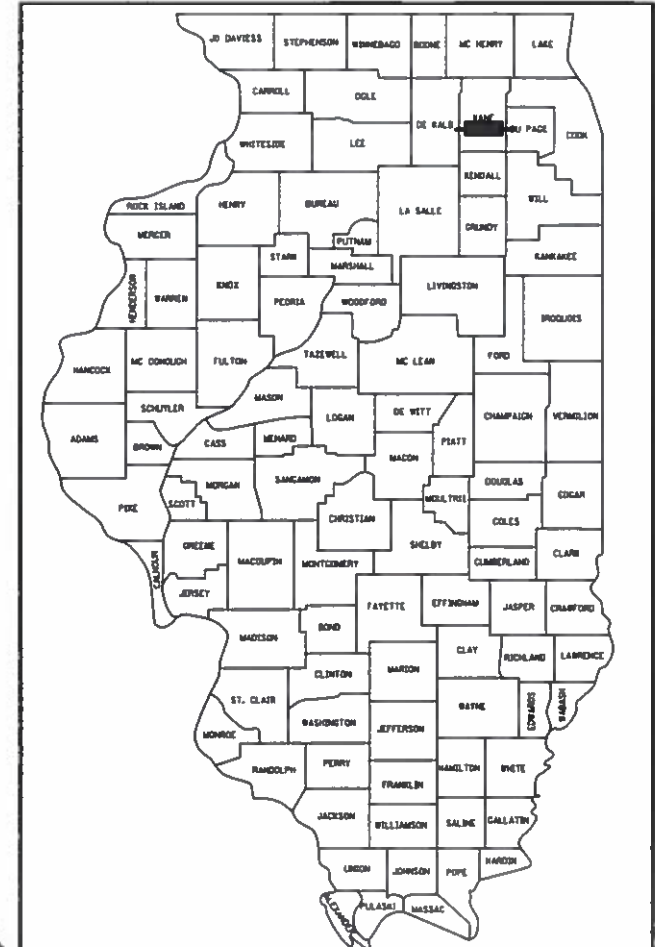 JO DAVIESS
STEPHENSON
WINNEBAGO
BOONE
MC HENRY
LAKE
CARROLL
OGLE
DE KALB
KANE
DU PAGE
COOK
WHITESIDE
LEE
KENDALL
ROCK ISLAND
HENRY
BUREAU
LA SALLE
GRUNDY
WILL
MERCER
PUTNAM
STARK
MARSHALL
KANKAKEE
HENDERSON
WARREN
KNOX
PEORIA
WOODFORD
LIVINGSTON
IROQUOIS
HANCOCK
MC DONOUGH
FULTON
TAZEWELL
MC LEAN
FORD
MASON
SCHUYLER
LOGAN
DE WITT
CHAMPAIGN
VERMILION
ADAMS
BROWN
CASS
MENARD
MACON
PIATT
MORGAN
SANGAMON
DOUGLAS
EDGAR
PIKE
SCOTT
CHRISTIAN
MOULTRIE
COLES
CALHOUN
GREENE
MACOUPIN
MONTGOMERY
SHELBY
CUMBERLAND
CLARK
JERSEY
FAYETTE
EFFINGHAM
JASPER
CRAWFORD
MADISON
BOND
CLAY
RICHLAND
LAWRENCE
CLINTON
MARION
ST. CLAIR
WAYNE
EDWARDS
WABASH
MONROE
WASHINGTON
JEFFERSON
RANDOLPH
PERRY
HAMILTON
WHITE
FRANKLIN
JACKSON
WILLIAMSON
SALINE
GALLATIN
UNION
JOHNSON
POPE
HARDIN
ALEXANDER
PULASKI
MASSAC